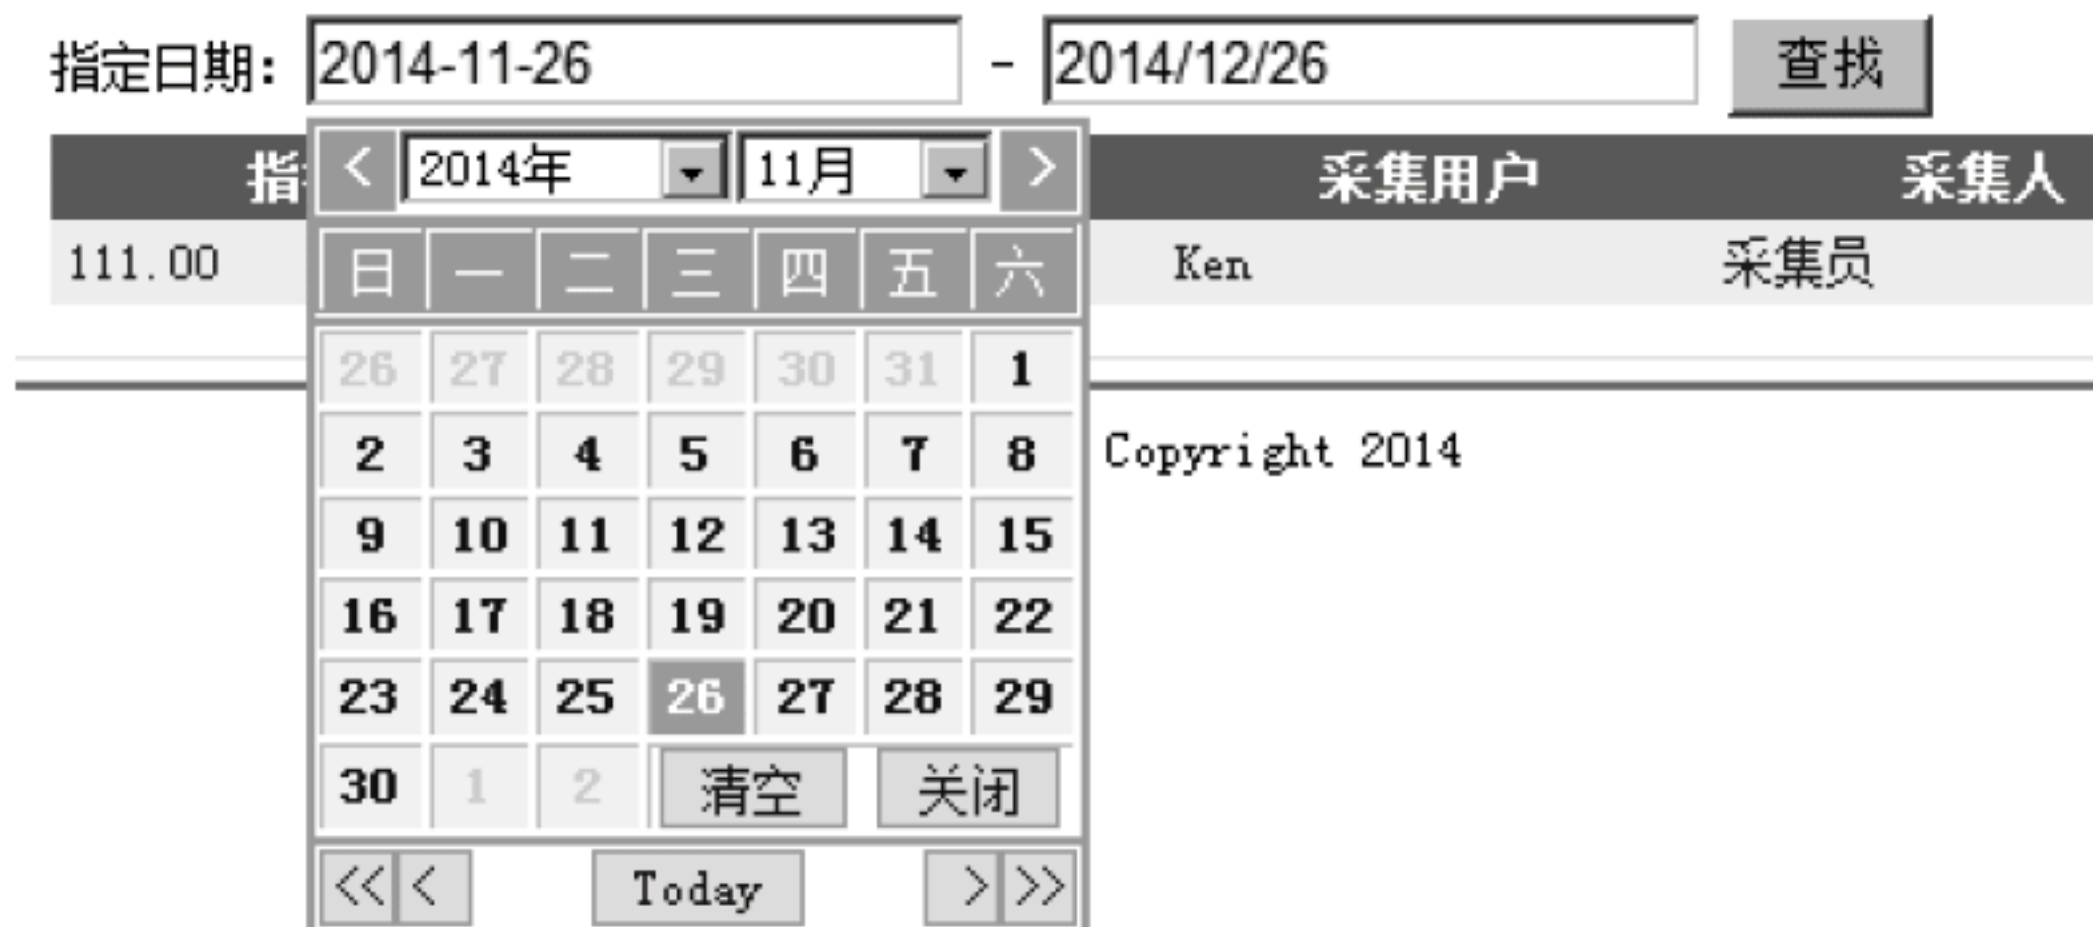 指定日期: 2014-11-26 - 2014/12/26 查找
指 < 2014年 11月 > 采集用户 采集人
111.00 日 一 二 三 四 五 六 Ken 采集员
26 27 28 29 30 31 1
2 3 4 5 6 7 8 Copyright 2014
9 10 11 12 13 14 15
16 17 18 19 20 21 22
23 24 25 26 27 28 29
30 1 2 清空 关闭
<< < Today > >>